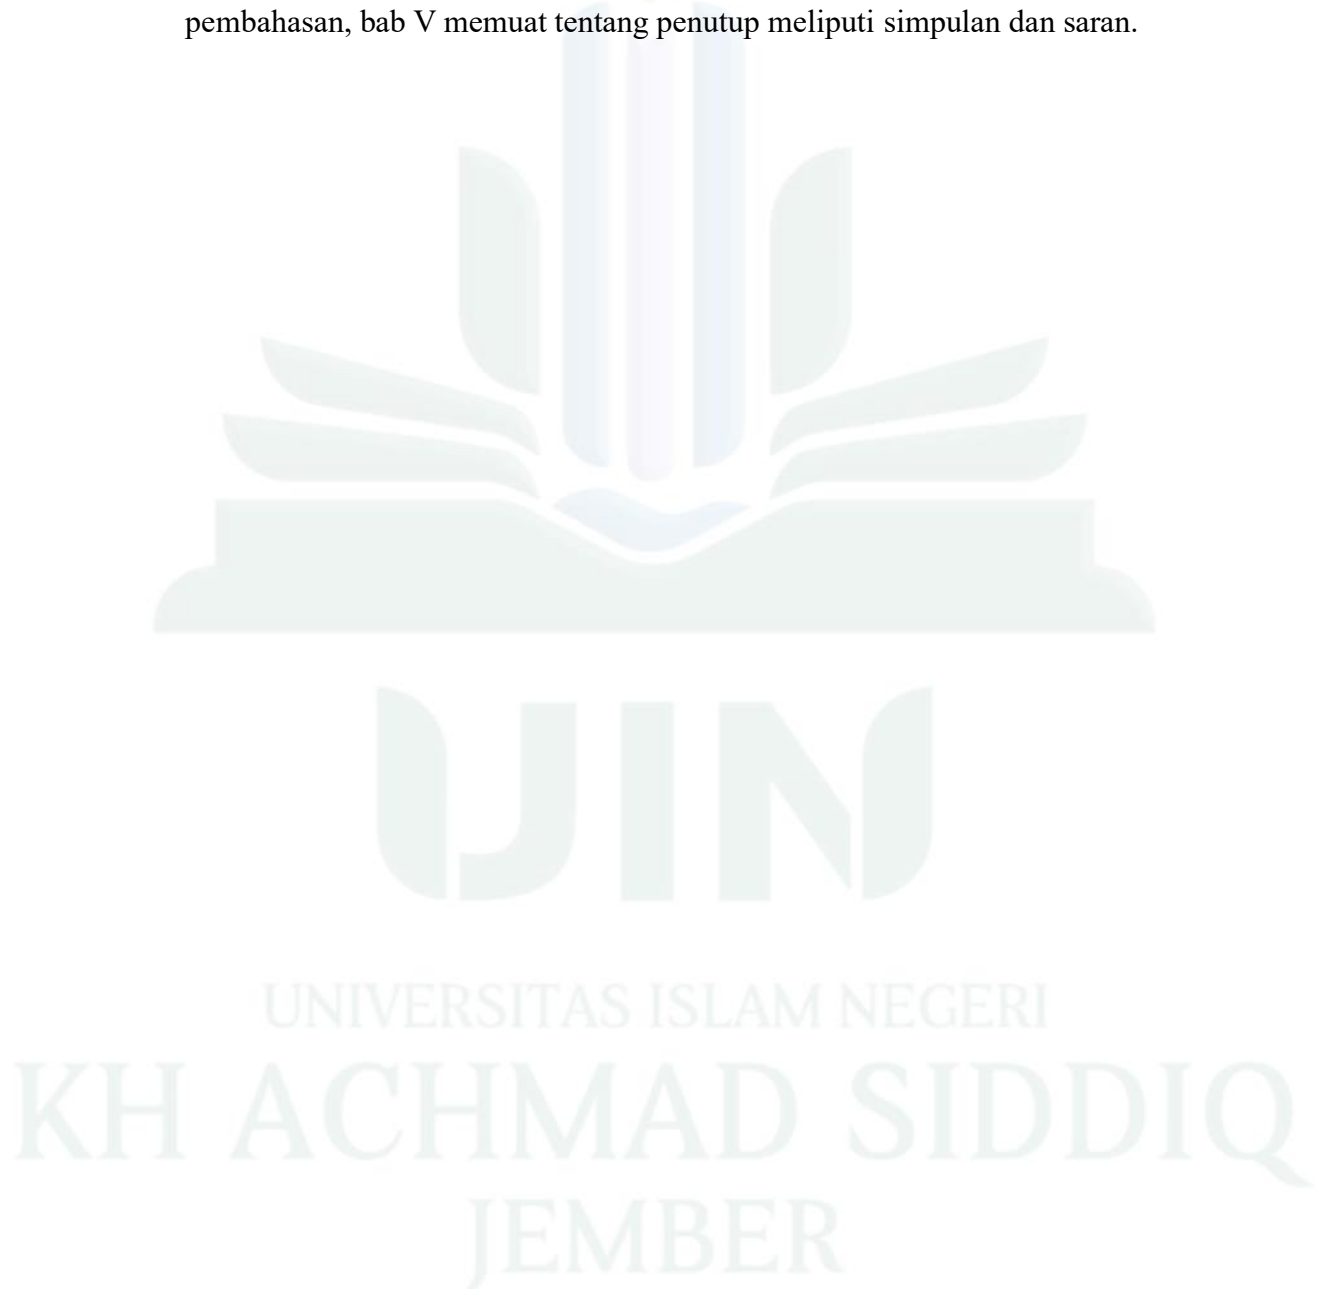 pembahasan, bab V memuat tentang penutup meliputi simpulan dan saran.
UIN
UNIVERSITAS ISLAM NEGERI
KH ACHMAD SIDDIQ
JEMBER